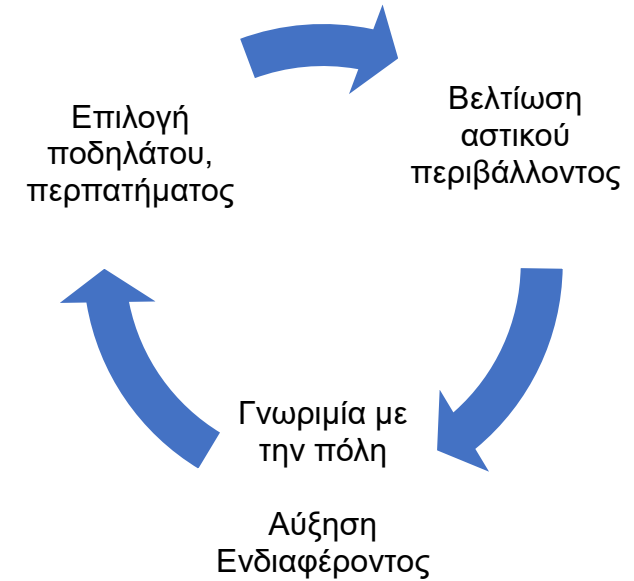 Επιλογή
ποδηλάτου,
περπατήματος
Βελτίωση
αστικού
περιβάλλοντος
Γνωριμία με
την πόλη
Αύξηση
Ενδιαφέροντος